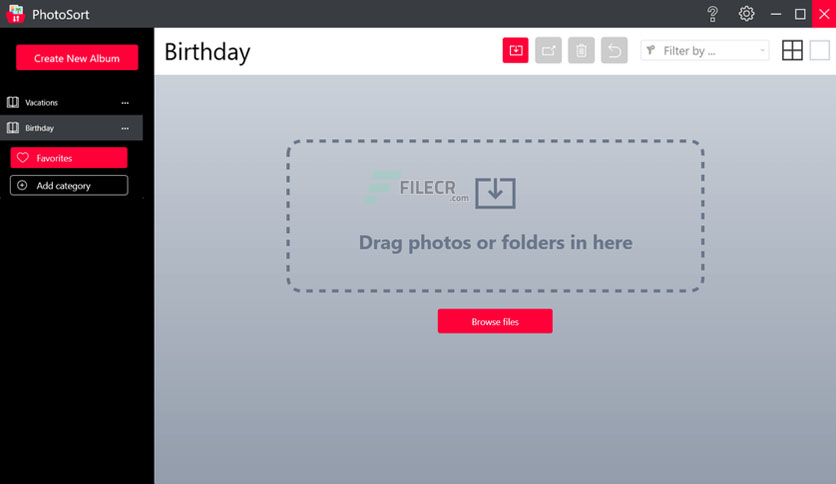 PhotoSort
Create New Album
Vacations
Birthday
Favorites
Add category
Birthday
Filter by ...
FILECR
.com
Drag photos or folders in here
Browse files